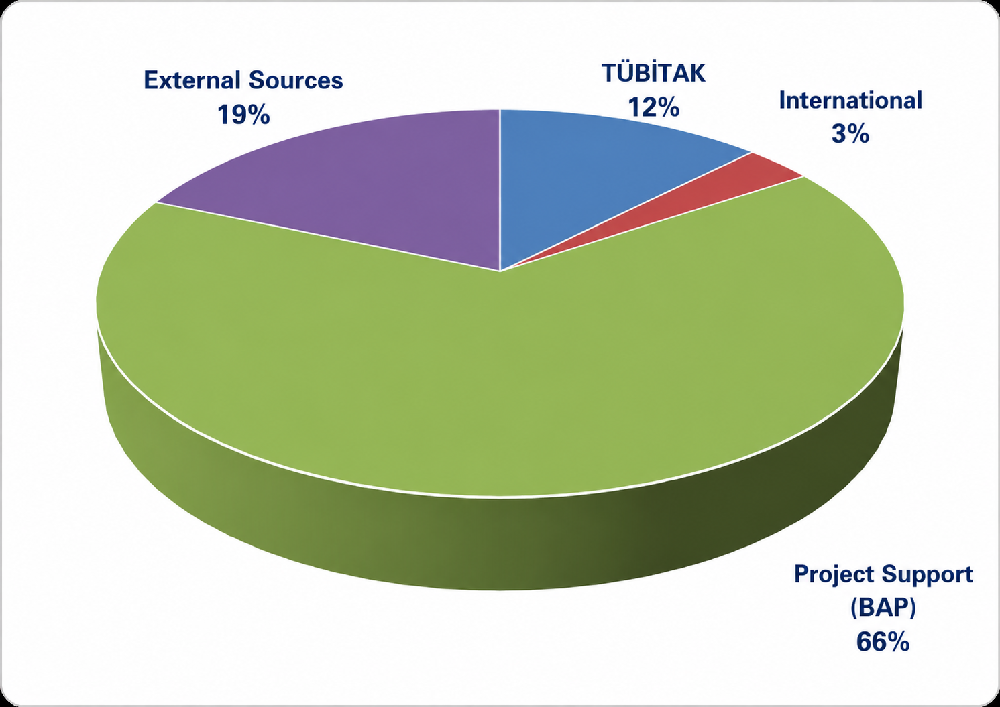 External Sources
19%
TÜBİTAK
12%
International
3%
Project Support
(BAP)
66%